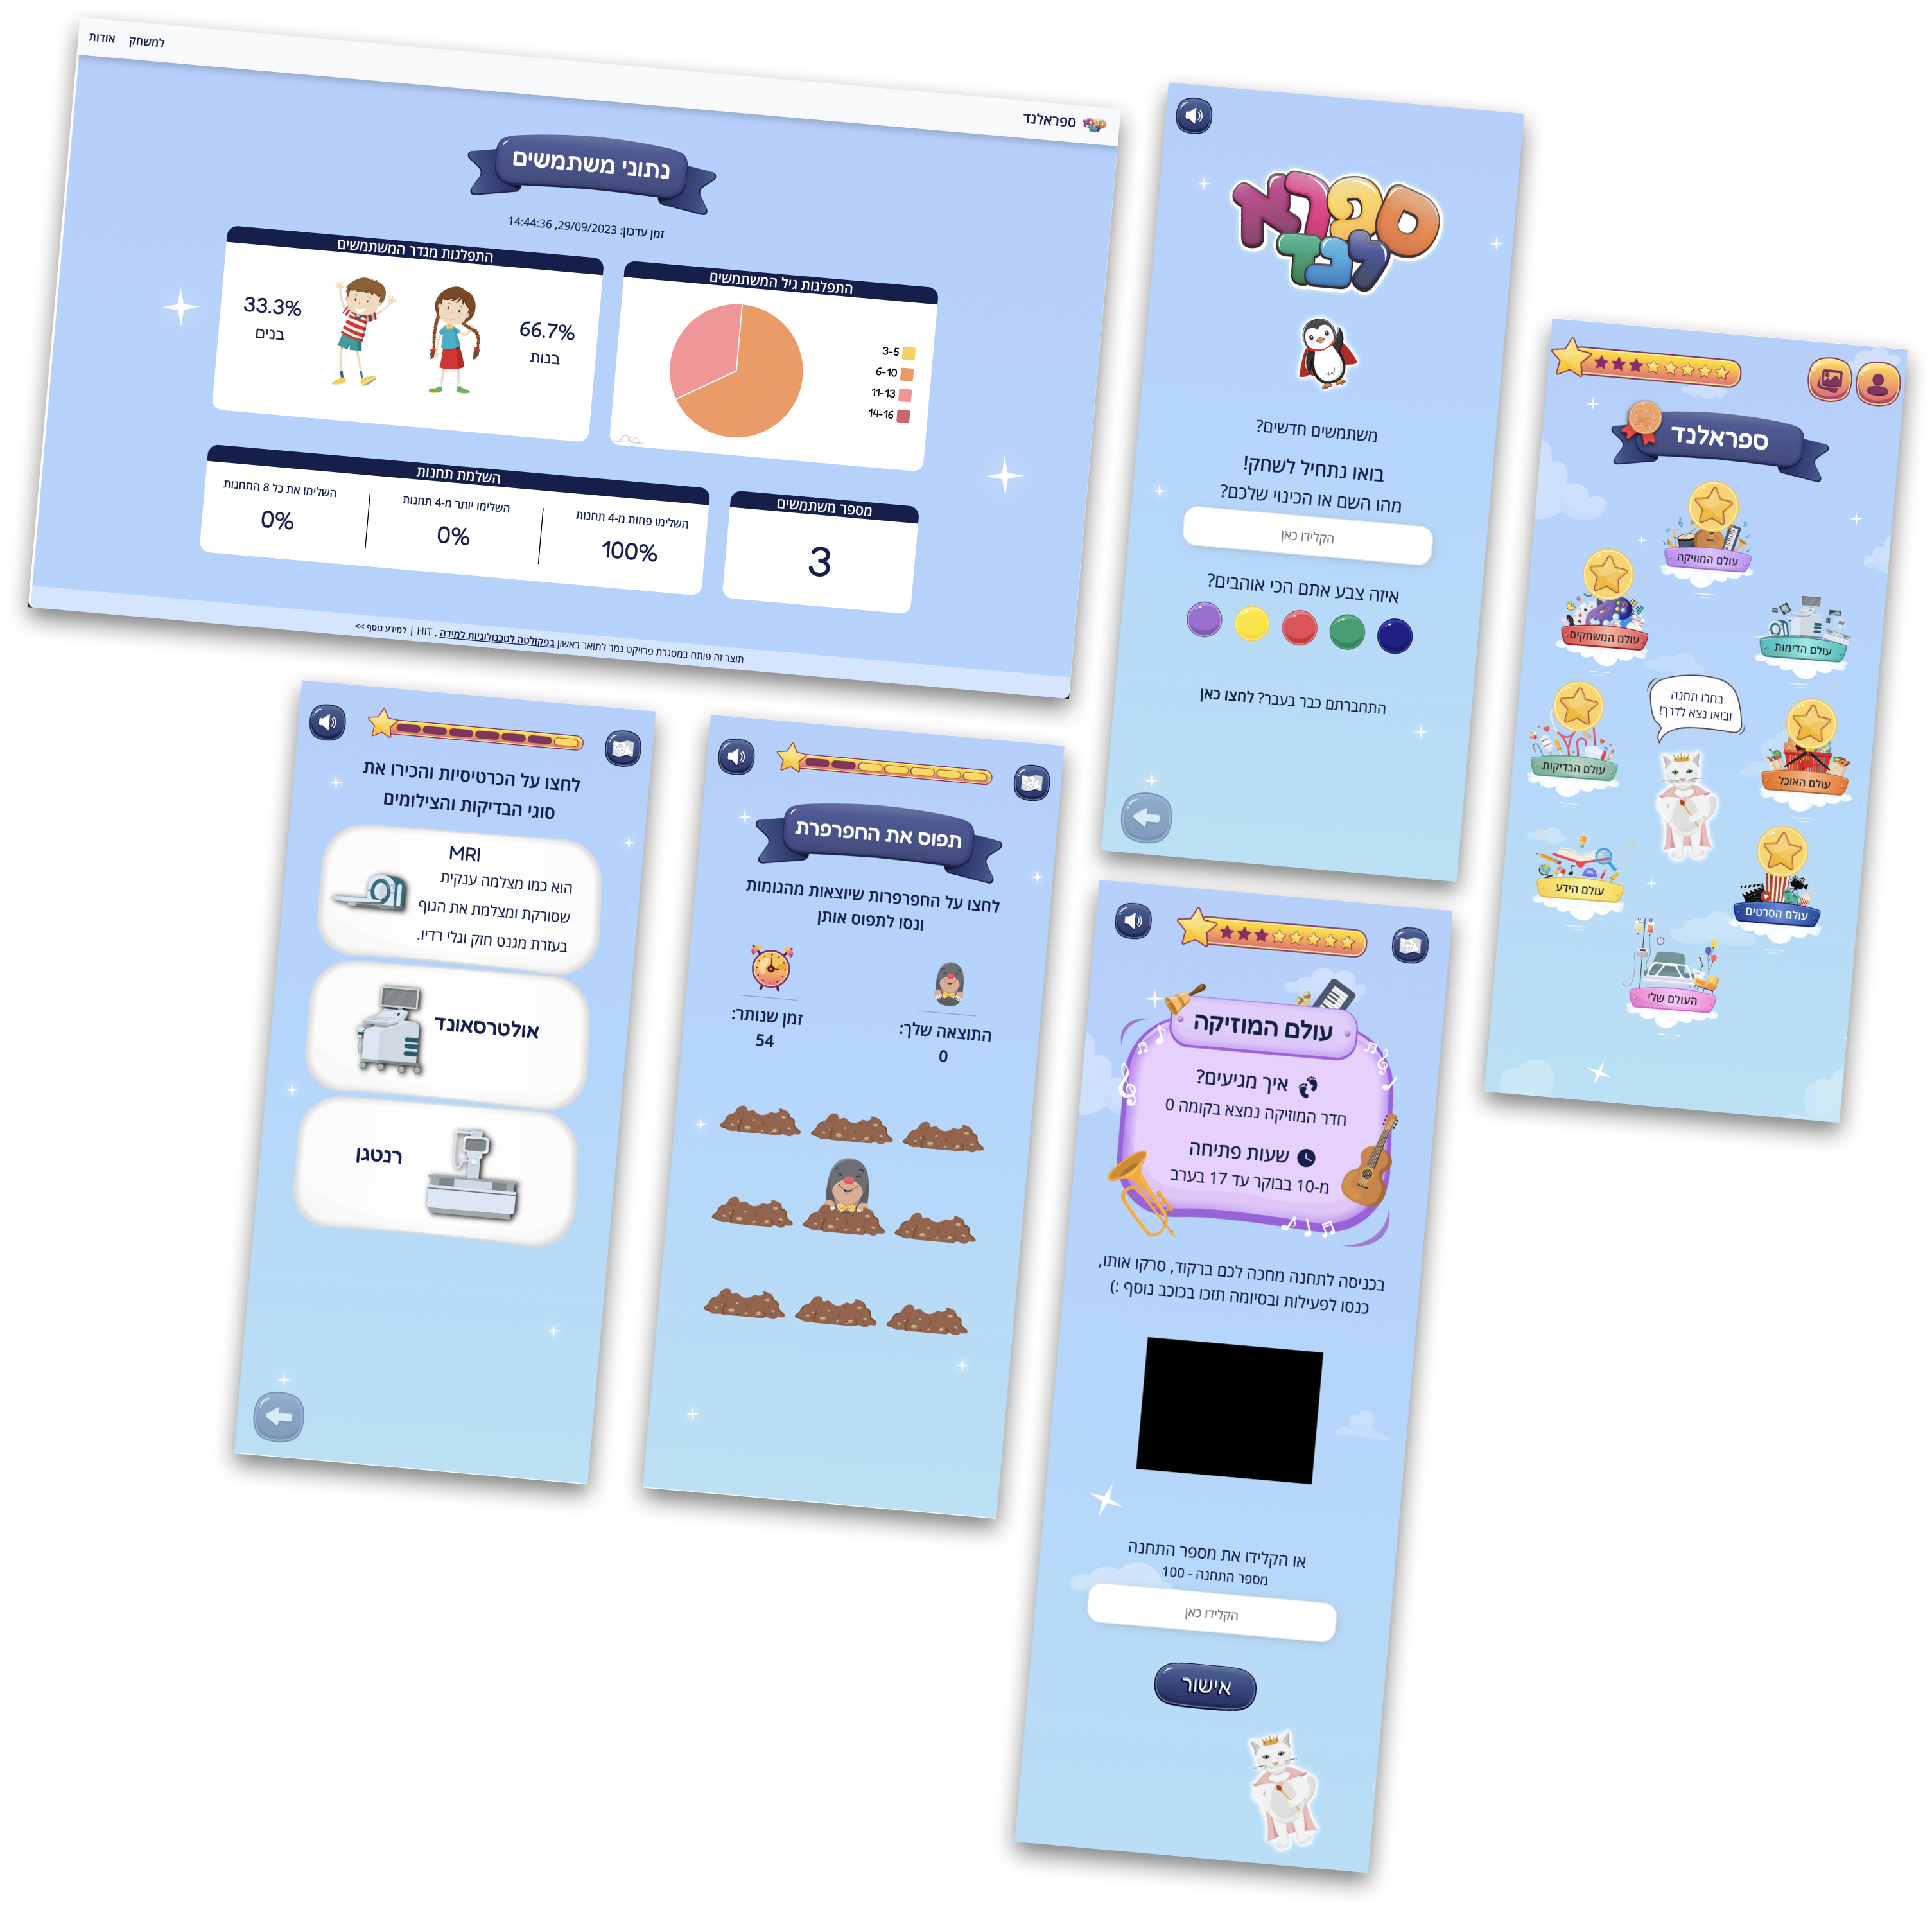 ספראלנד
למשחק
אודות
נתוני משתמשים
זמן עדכון: 29/09/2023, 14:44:36
התפלגות גיל המשתמשים
3-5
6-10
11-13
14-16
התפלגות מגדר המשתמשים
66.7%
בנות
33.3%
בנים
מספר משתמשים
3
השלמת תחנות
השלימו פחות מ-4 תחנות
100%
השלימו יותר מ-4 תחנות
0%
השלימו את כל 8 התחנות
0%
תוצר זה פותח במסגרת פרויקט גמר לתואר ראשון בפקולטה לטכנולוגיות למידה , HIT | למידע נוסף >>
ספרא
לנד
משתמשים חדשים?
בואו נתחיל לשחק!
מהו השם או הכינוי שלכם?
הקלידו כאן
איזה צבע אתם הכי אוהבים?
התחברתם כבר בעבר? לחצו כאן
ספראלנד
עולם המוזיקה
עולם המשחקים
עולם הדימות
בחרו תחנה
ובואו נצא לדרך!
עולם הבדיקות
עולם האוכל
עולם הידע
עולם הסרטים
העולם שלי
לחצו על הכרטיסיות והכירו את
סוגי הבדיקות והצילומים
MRI
הוא כמו מצלמה ענקית
שסורקת ומצלמת את הגוף
בעזרת מגנט חזק וגלי רדיו.
אולטרסאונד
רנטגן
תפוס את החפרפרת
לחצו על החפרפרות שיוצאות מהגומות
ונסו לתפוס אותן
התוצאה שלך:
0
זמן שנותר:
54
עולם המוזיקה
איך מגיעים?
חדר המוזיקה נמצא בקומה 0
שעות פתיחה
מ-10 בבוקר עד 17 בערב
בכניסה לתחנה מחכה לכם ברקוד, סרקו אותו,
כנסו לפעילות ובסיומה תזכו בכוכב נוסף :)
או הקלידו את מספר התחנה
מספר התחנה - 100
הקלידו כאן
אישור